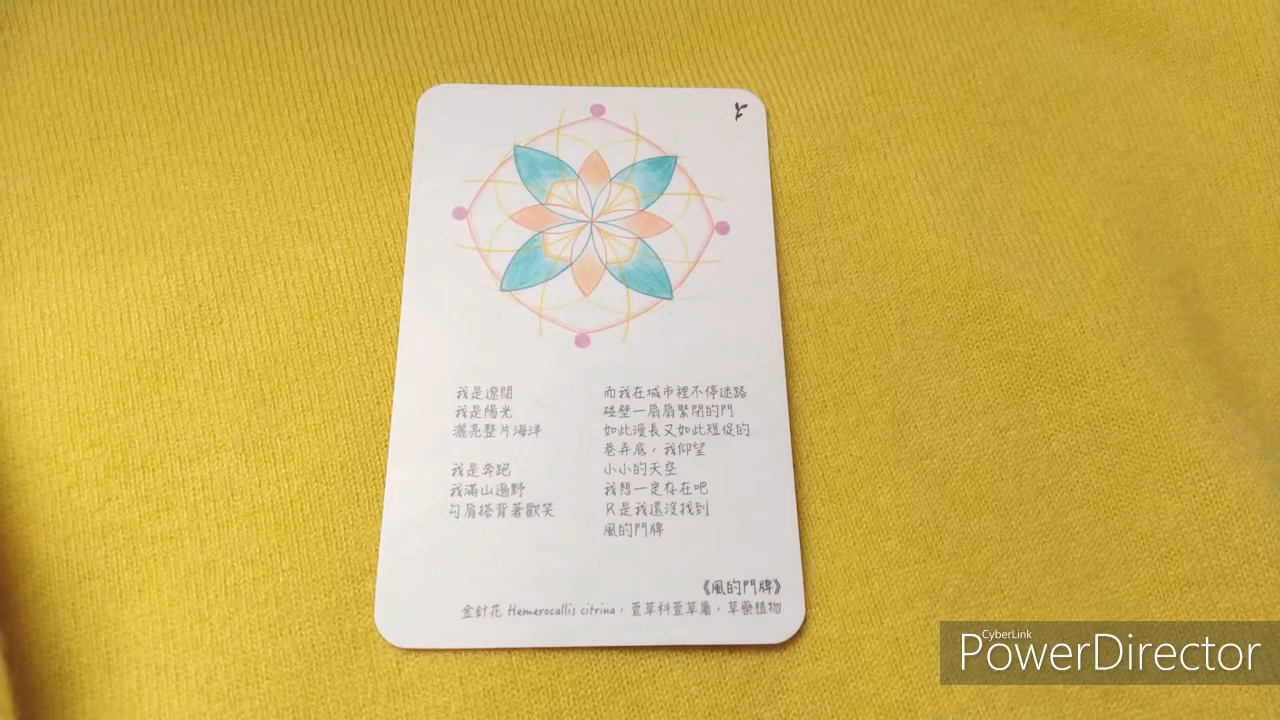 我是遼闊
我是陽光
灑亮整片海洋
我是奔跑
我滿山遍野
勾肩搭背著歡笑
而我在城市裡不停迷路
碰壁一扇扇緊閉的門
如此漫長又如此短促的
巷弄底，我仰望
小小的天空
我想一定存在吧
只是我還沒找到
風的門牌
《風的門牌》
金針花 Hemerocallis citrina，萱草科萱草屬，草藥植物
CyberLink
PowerDirector